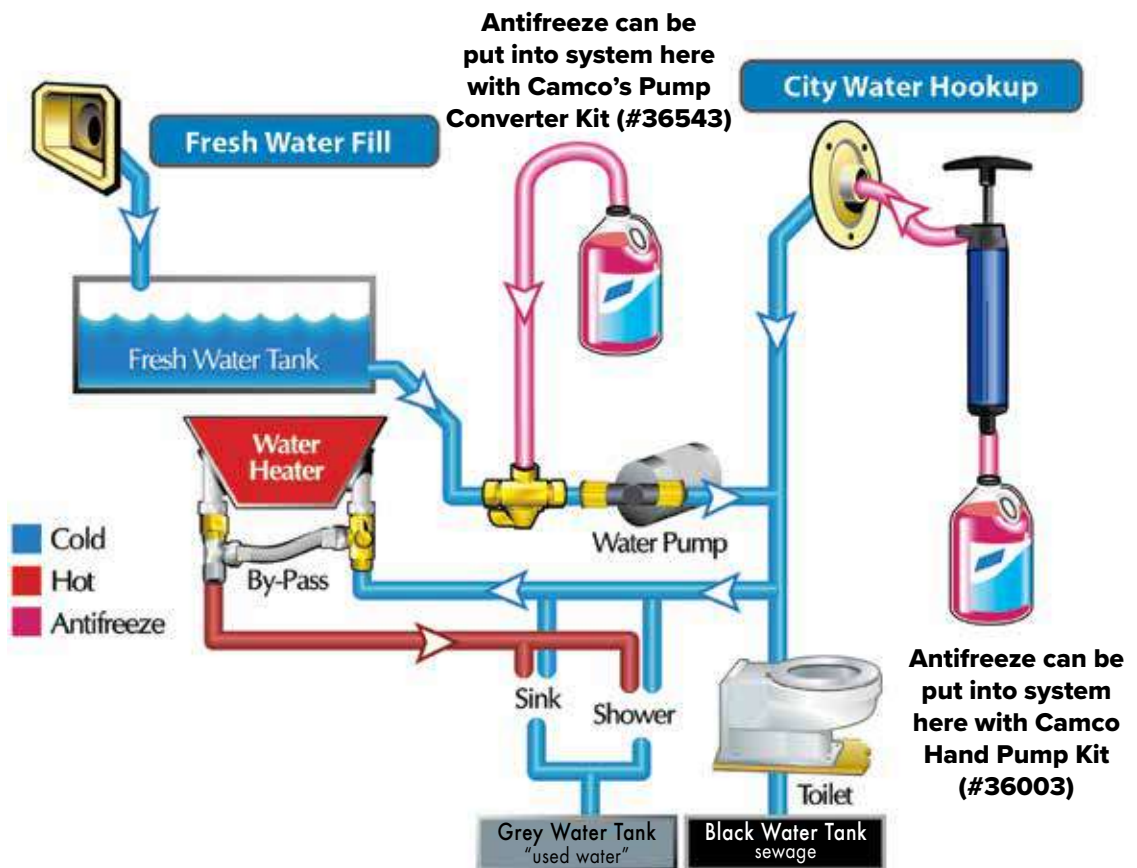 Antifreeze can be
put into system here
with Camco's Pump
Converter Kit (#36543)
City Water Hookup
Fresh Water Fill
Fresh Water Tank
Water
Heater
Water Pump
By-Pass
Cold
Hot
Antifreeze
Sink
Shower
Toilet
Antifreeze can be
put into system
here with Camco
Hand Pump Kit
(#36003)
Grey Water Tank
"used water"
Black Water Tank
sewage